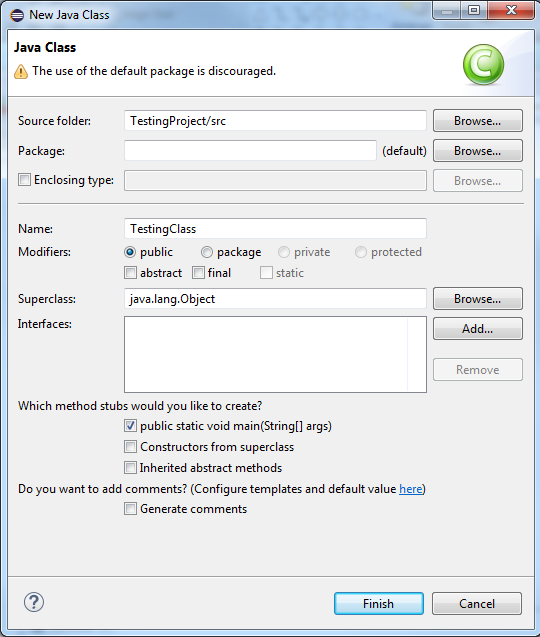 New Java Class
Java Class
The use of the default package is discouraged.
Source folder: TestingProject/src Browse...
Package: (default) Browse...
Enclosing type: Browse...
Name: TestingClass
Modifiers: public package private protected
abstract final static
Superclass: java.lang.Object Browse...
Interfaces: Add...
Remove
Which method stubs would you like to create?
public static void main(String[] args)
Constructors from superclass
Inherited abstract methods
Do you want to add comments? (Configure templates and default value here)
Generate comments
? Finish Cancel